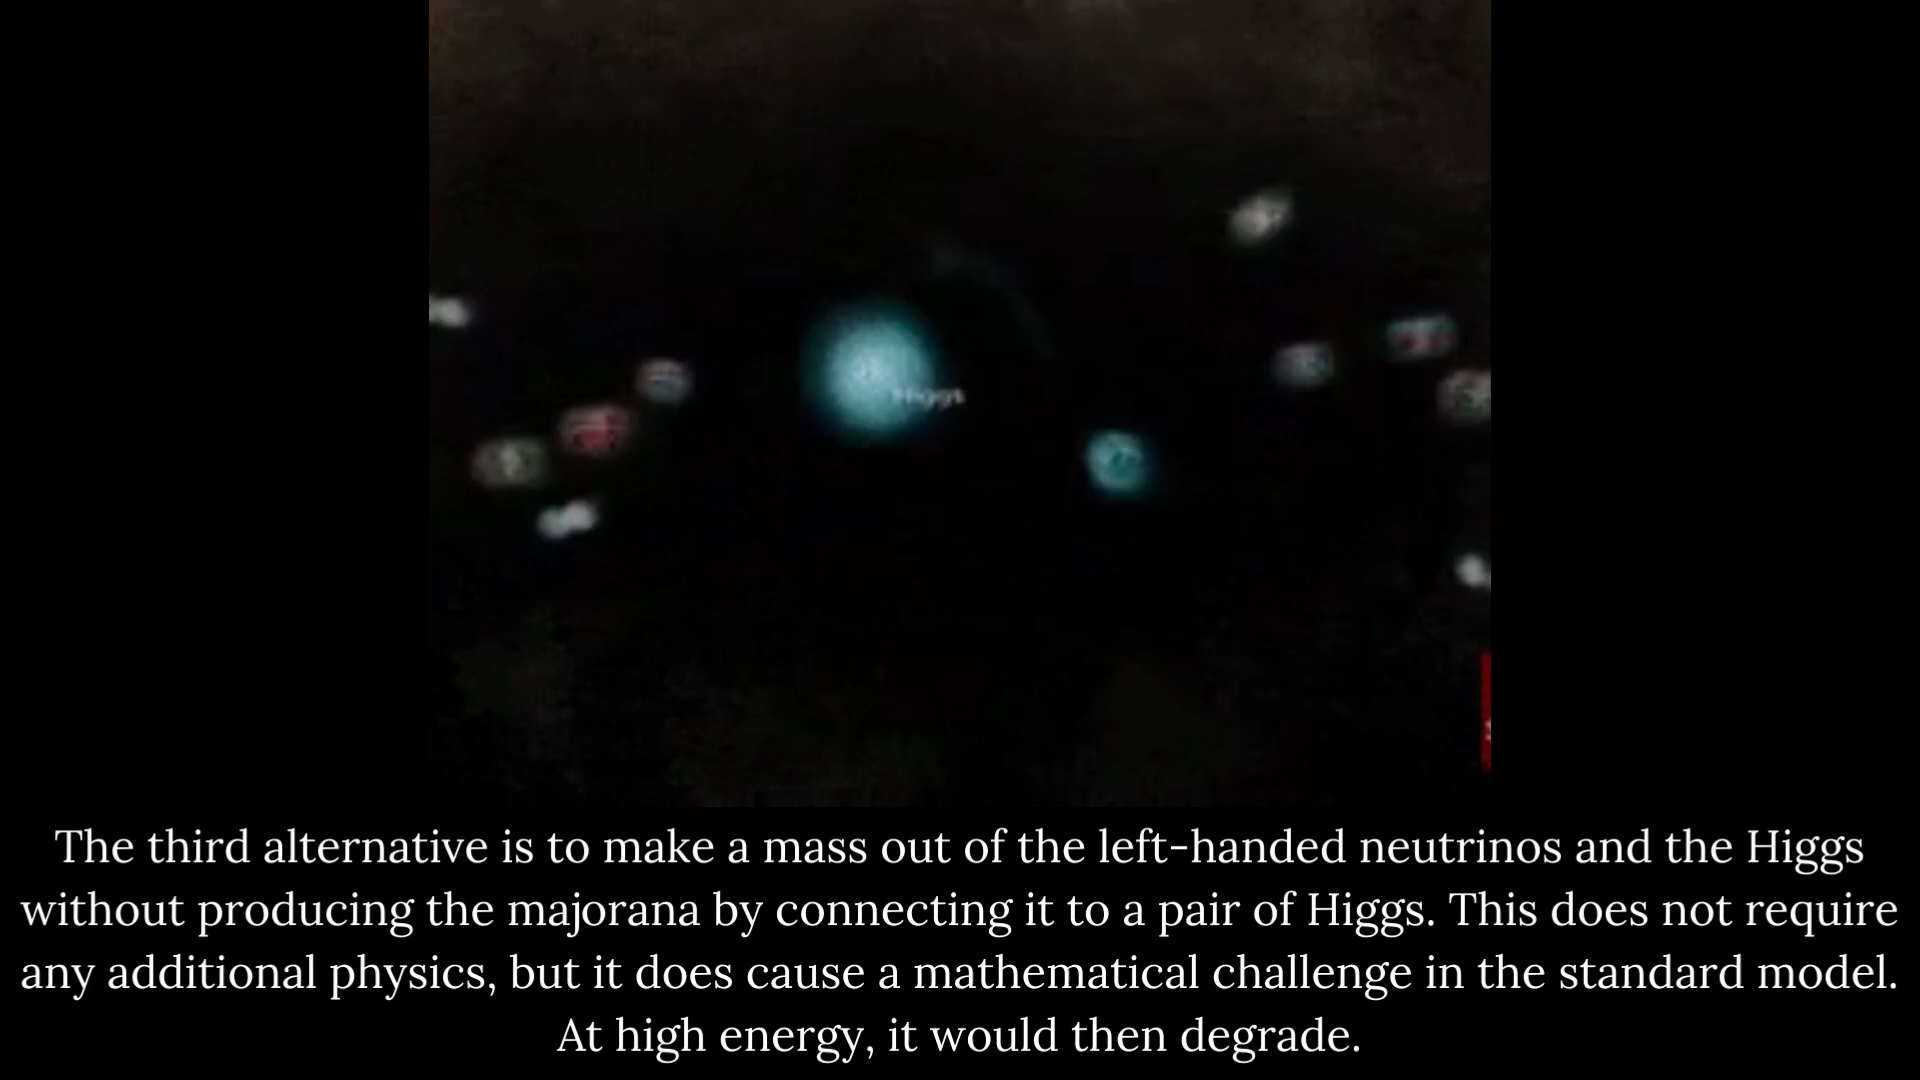 Higgs
The third alternative is to make a mass out of the left-handed neutrinos and the Higgs
without producing the majorana by connecting it to a pair of Higgs. This does not require
any additional physics, but it does cause a mathematical challenge in the standard model.
At high energy, it would then degrade.